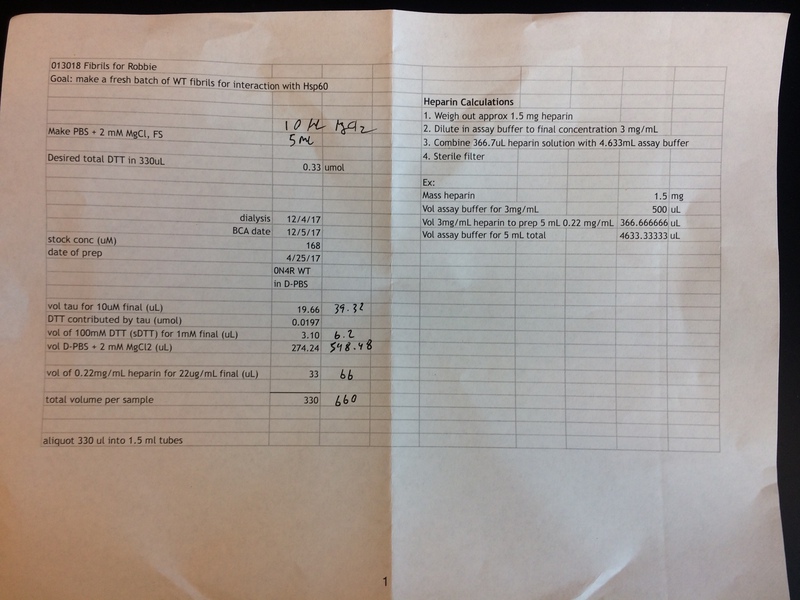 013018 Fibrils for Robbie
Goal: make a fresh batch of WT fibrils for interaction with Hsp60
Make PBS + 2 mM MgCl, FS
10 MgCl2
5 mL
Desired total DTT in 330uL
0.33 umol
dialysis 12/4/17
BCA date 12/5/17
stock conc (uM) 168
date of prep 4/25/17
0N4R WT
in D-PBS
vol tau for 10uM final (uL) 19.66 39.32
DTT contributed by tau (umol) 0.0197
vol of 100mM DTT (sDTT) for 1mM final (uL) 3.10 6.2
vol D-PBS + 2 mM MgCl2 (uL) 274.24 548.48
vol of 0.22mg/mL heparin for 22ug/mL final (uL) 33 66
total volume per sample 330 660
aliquot 330 ul into 1.5 ml tubes
Heparin Calculations
1. Weigh out approx 1.5 mg heparin
2. Dilute in assay buffer to final concentration 3 mg/mL
3. Combine 366.7uL heparin solution with 4.633mL assay buffer
4. Sterile filter
Ex:
Mass heparin 1.5 mg
Vol assay buffer for 3mg/mL 500 uL
Vol 3mg/mL heparin to prep 5 mL 0.22 mg/mL 366.666666 uL
Vol assay buffer for 5 mL total 4633.33333 uL
1